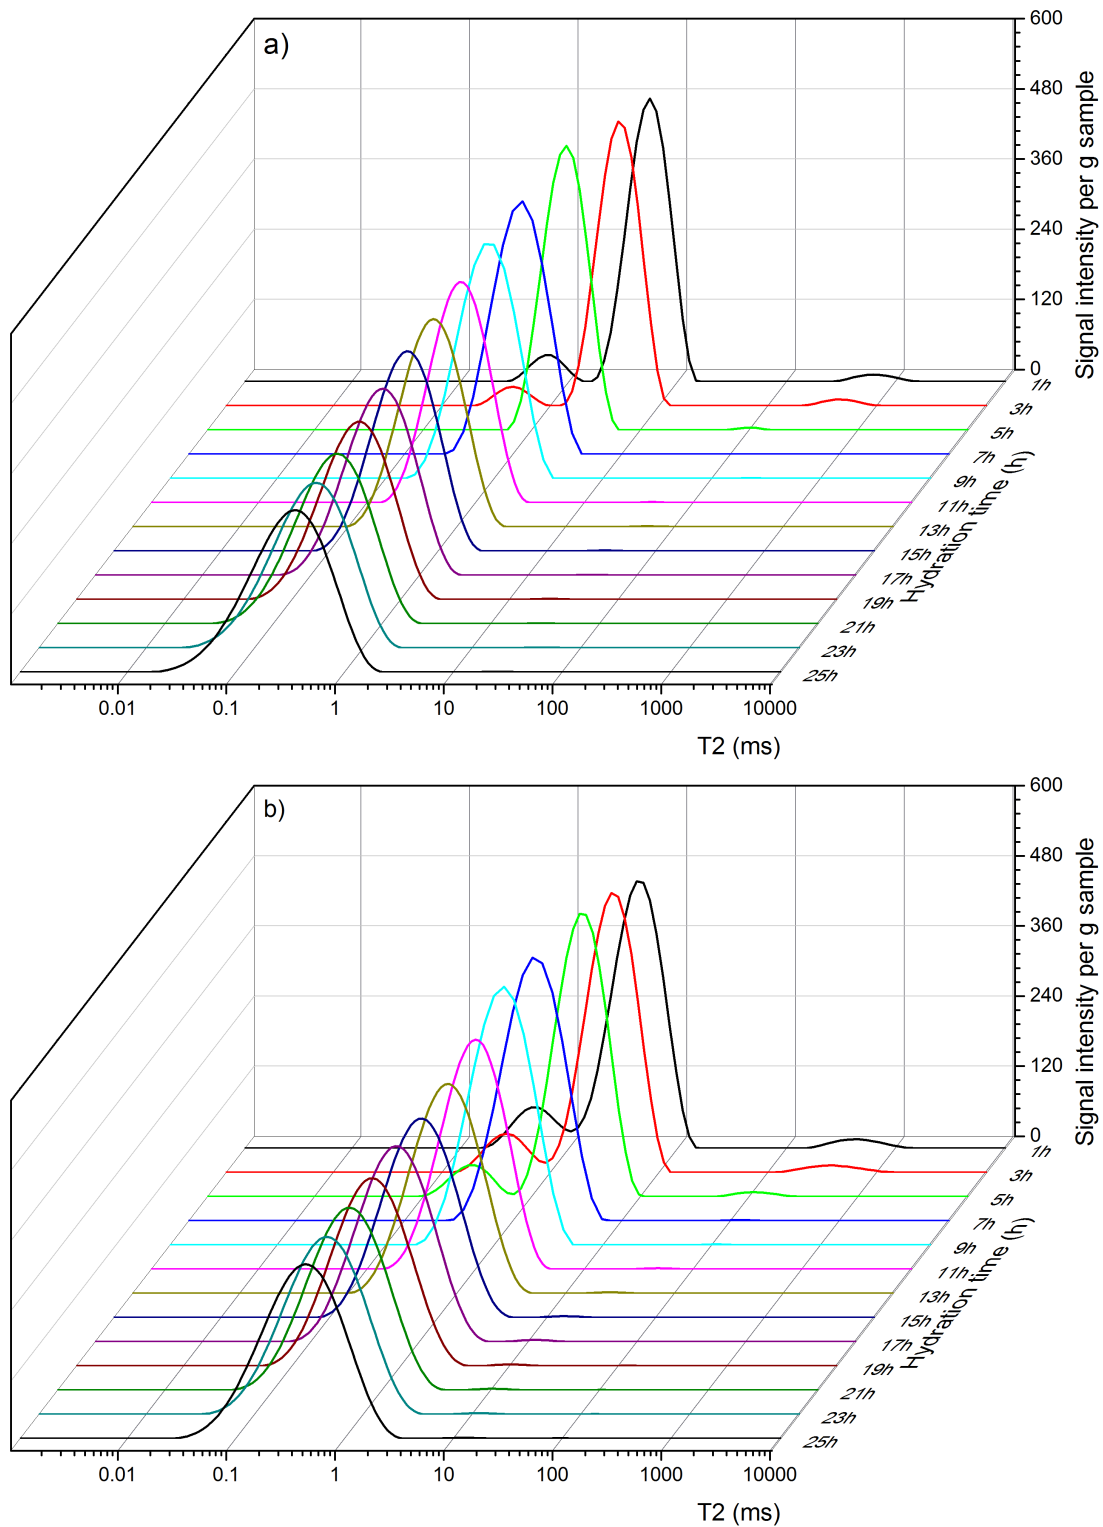 a)
600
480
360
240
120
0
Signal intensity per g sample
1h
3h
5h
7h
9h
11h
13h
15h
17h
19h
21h
23h
25h
Hydration time (h)
0.01 0.1 1 10 100 1000 10000
T2 (ms)
b)
600
480
360
240
120
0
Signal intensity per g sample
1h
3h
5h
7h
9h
11h
13h
15h
17h
19h
21h
23h
25h
Hydration time (h)
0.01 0.1 1 10 100 1000 10000
T2 (ms)